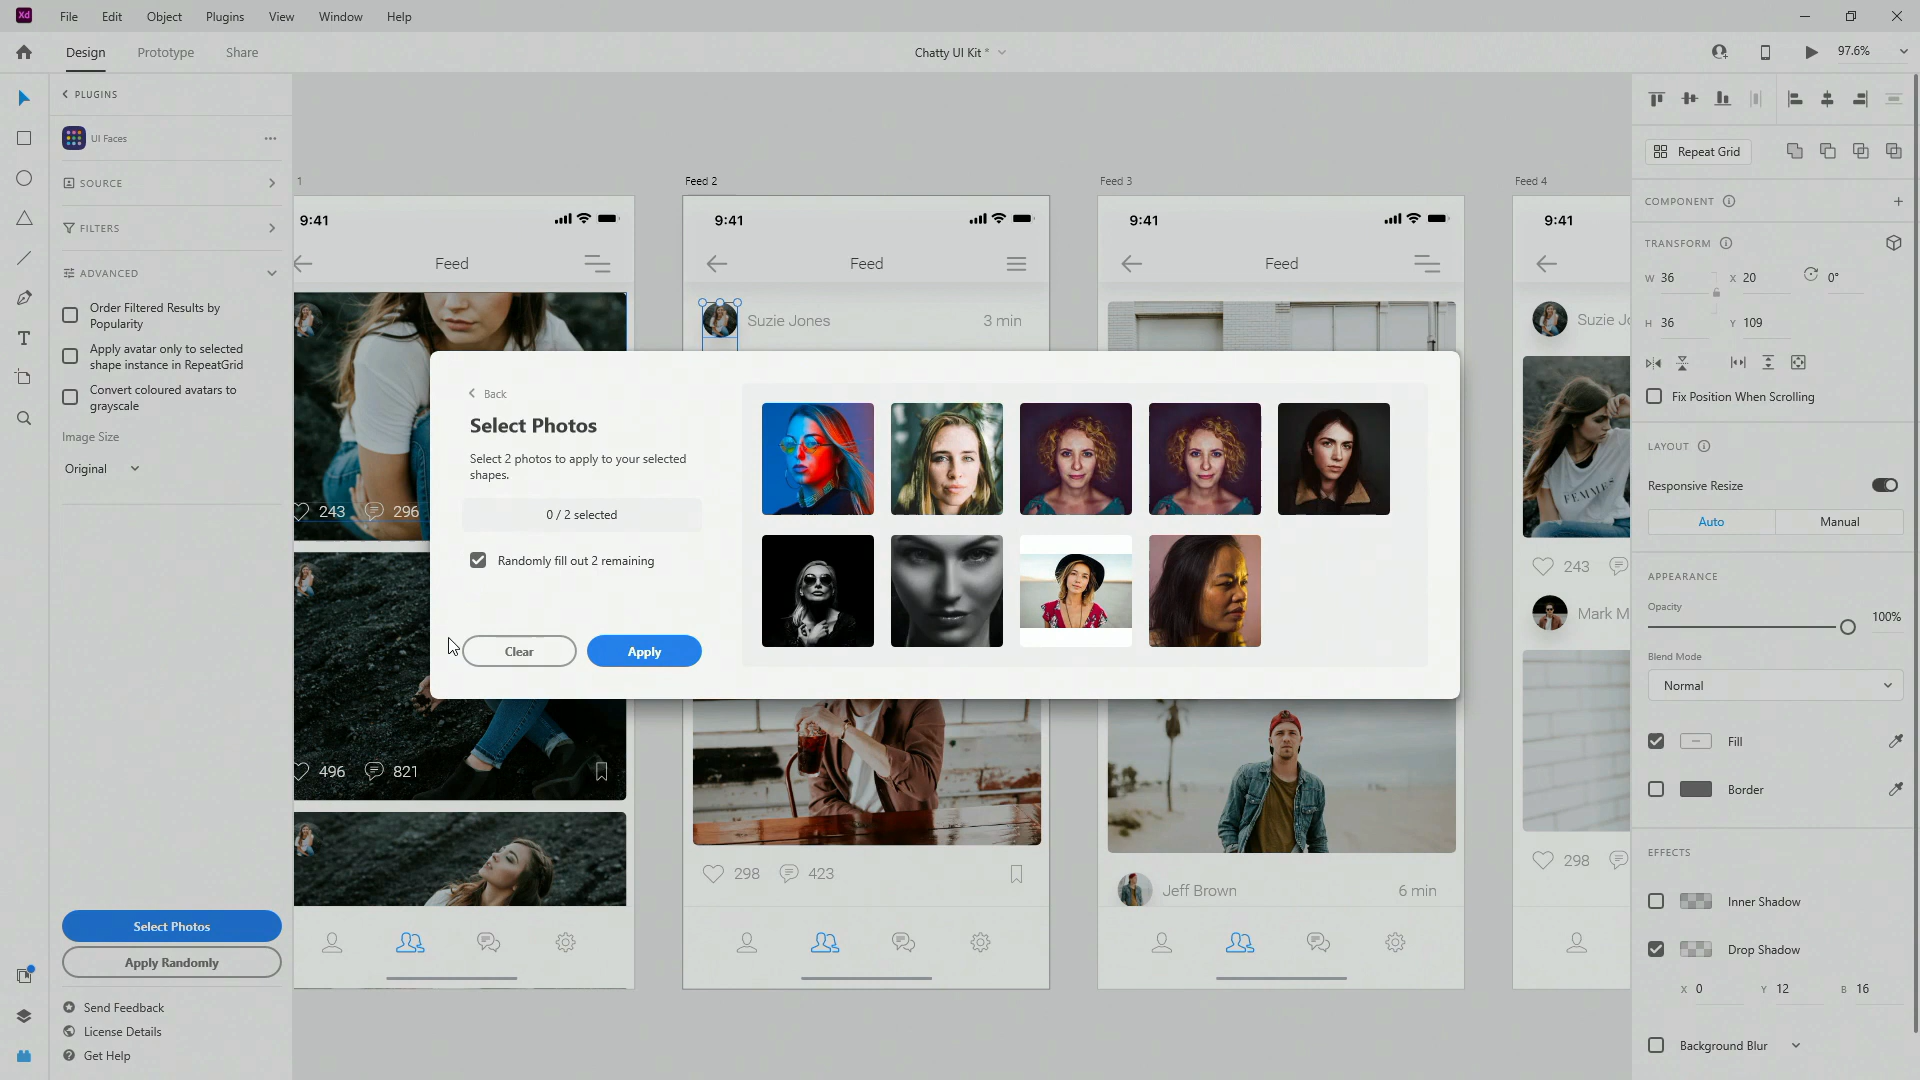 Xd
File Edit Object Plugins View Window Help
Design Prototype Share
Chatty UI Kit *
97.6%
PLUGINS
UI Faces
SOURCE
FILTERS
ADVANCED
Order Filtered Results by
Popularity
Apply avatar only to selected
shape instance in RepeatGrid
Convert coloured avatars to
grayscale
Image Size
Original
Select Photos
Apply Randomly
Send Feedback
License Details
Get Help
1
9:41
Feed
243 296
496 821
Feed 2
9:41
Feed
Suzie Jones 3 min
298 423
Feed 3
9:41
Feed
Jeff Brown 6 min
Feed 4
9:41
Suzie Jo
FEMMES
243
Mark M
298
Back
Select Photos
Select 2 photos to apply to your selected
shapes.
0 / 2 selected
Randomly fill out 2 remaining
Clear Apply
Repeat Grid
COMPONENT
TRANSFORM
W 36 X 20 0°
H 36 Y 109
Fix Position When Scrolling
LAYOUT
Responsive Resize
Auto Manual
APPEARANCE
Opacity
100%
Blend Mode
Normal
Fill
Border
EFFECTS
Inner Shadow
Drop Shadow
X 0 Y 12 B 16
Background Blur